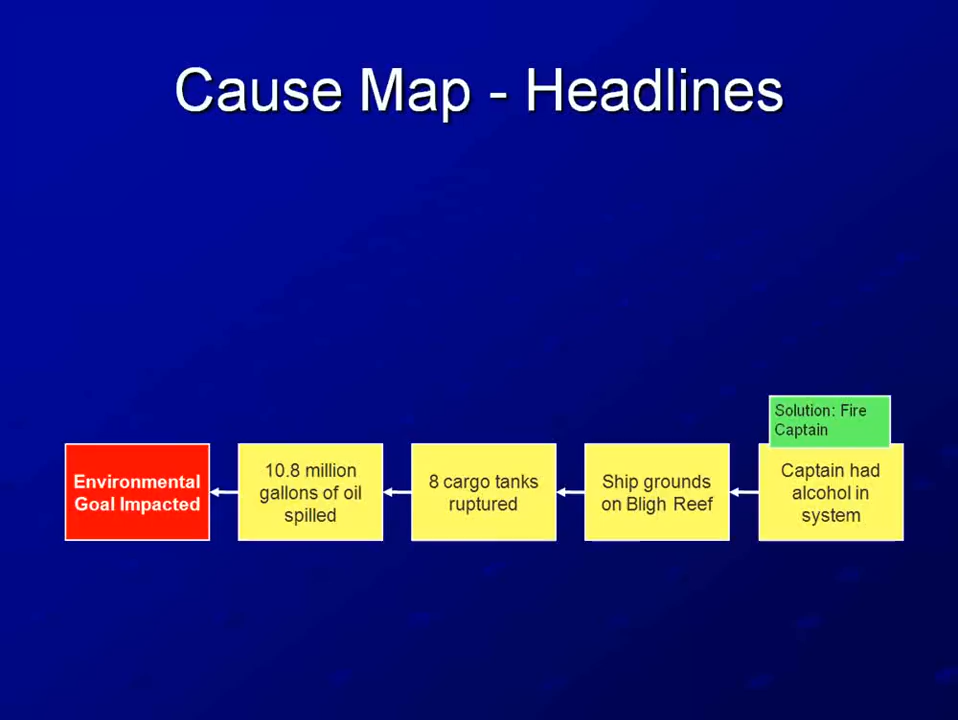 Cause Map - Headlines
Solution: Fire
Captain
Environmental
Goal Impacted
10.8 million
gallons of oil
spilled
8 cargo tanks
ruptured
Ship grounds
on Bligh Reef
Captain had
alcohol in
system